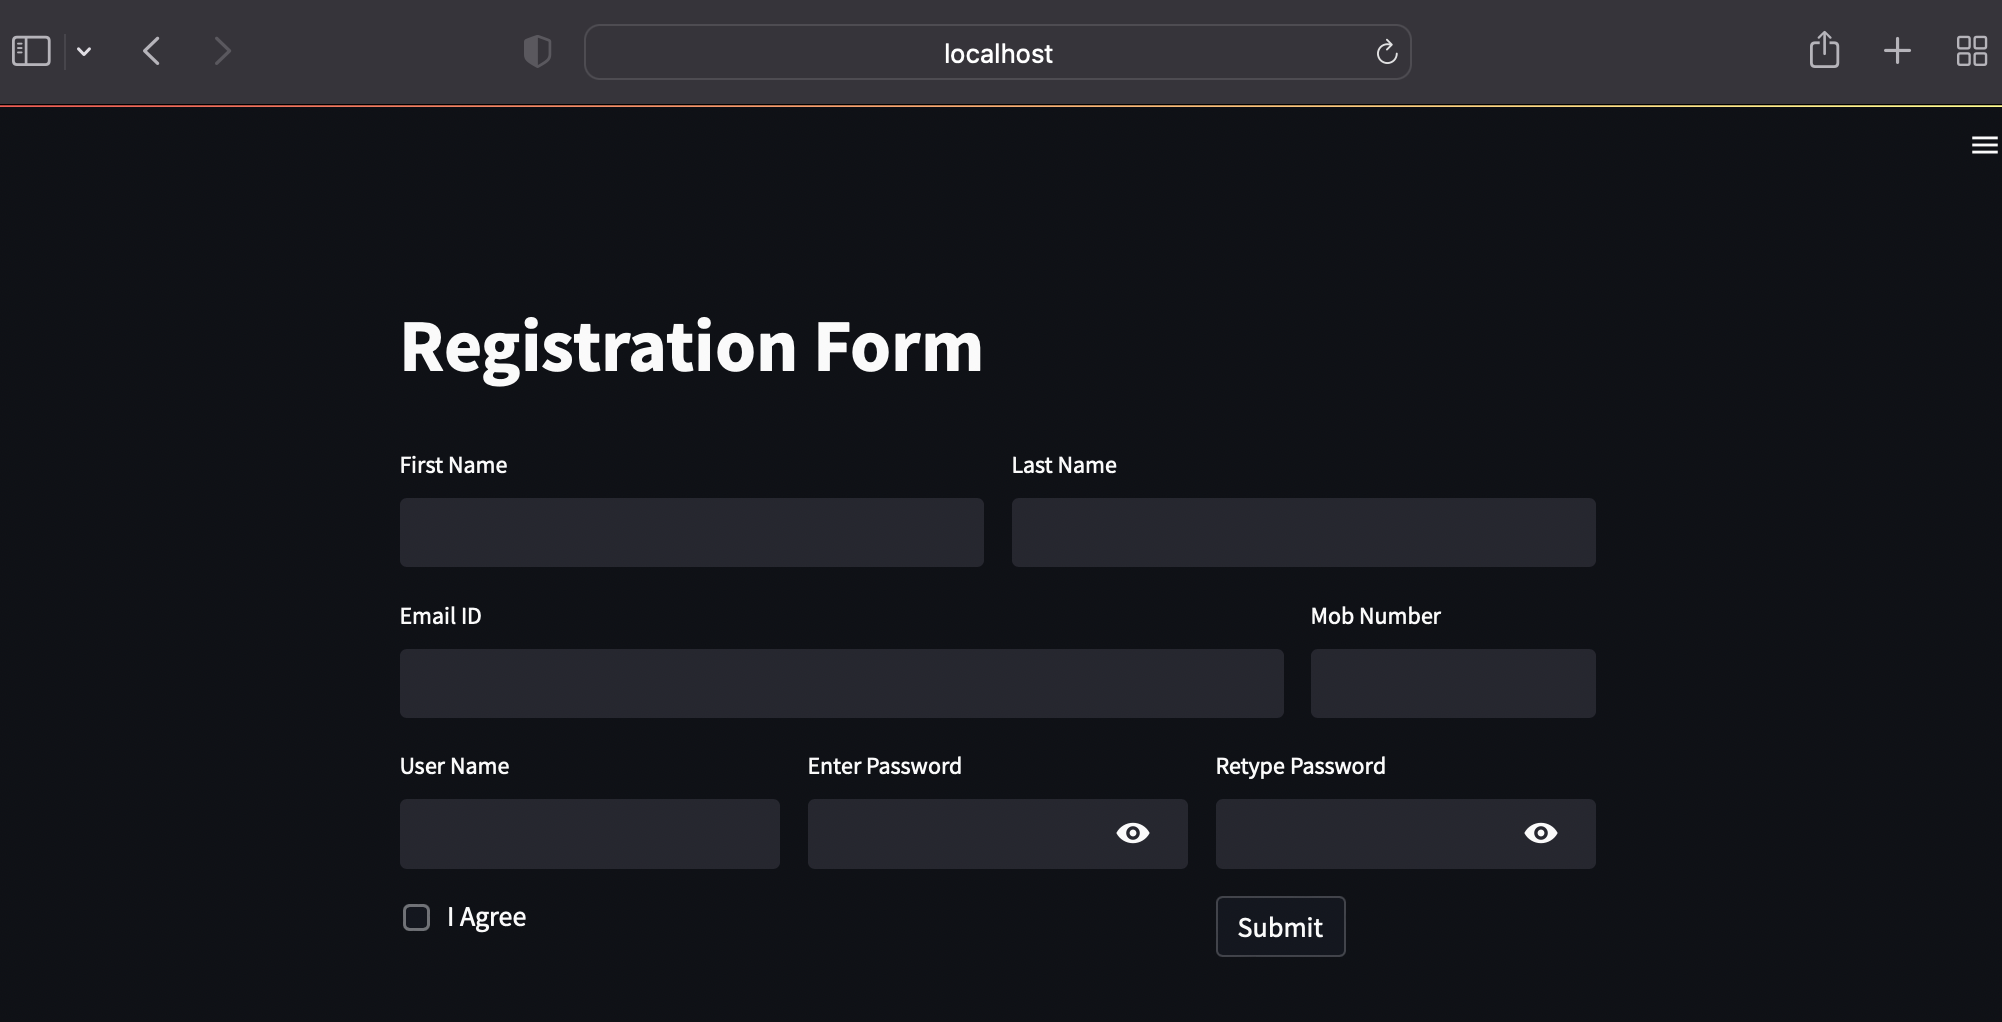 localhost
Registration Form
First Name
Last Name
Email ID
Mob Number
User Name
Enter Password
Retype Password
I Agree
Submit